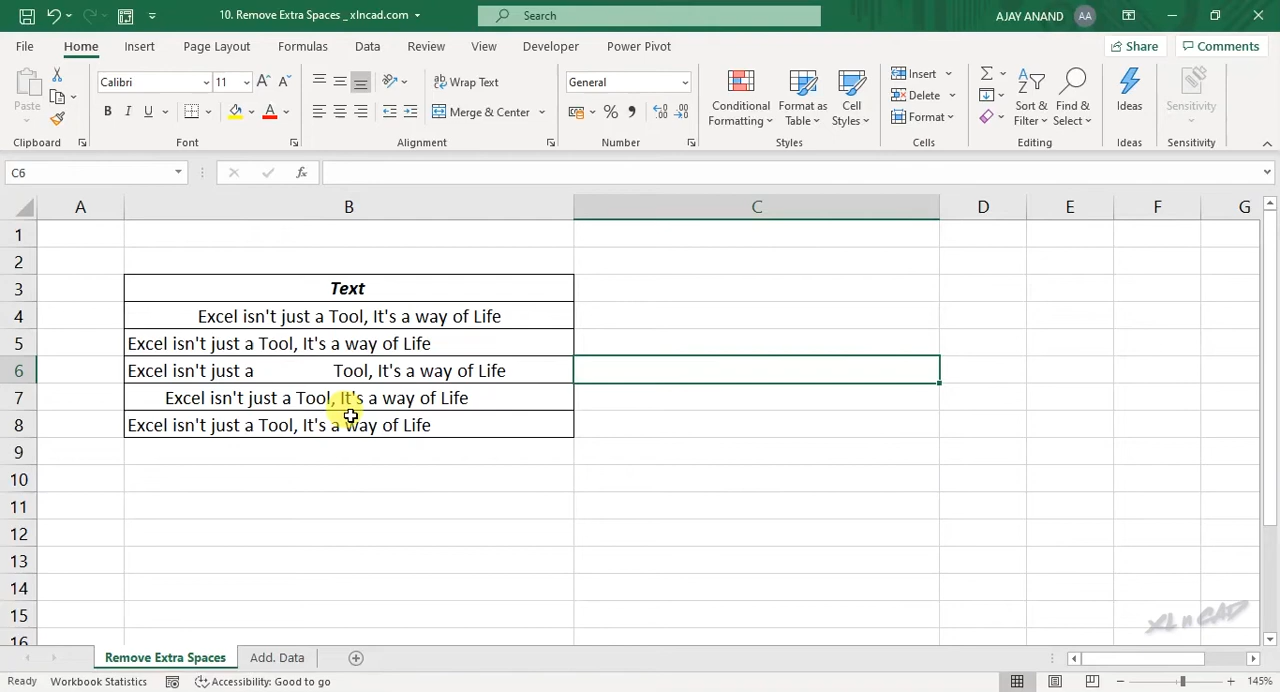 10. Remove Extra Spaces _ xlncad.com
Search
AJAY ANAND AA
File Home Insert Page Layout Formulas Data Review View Developer Power Pivot Share Comments
Paste
Clipboard
Calibri 11 A A
B I U A
Font
Wrap Text
Merge & Center
Alignment
General
% ,
Number
Conditional Formatting
Format as Table
Cell Styles
Styles
Insert
Delete
Format
Cells
Sort & Filter
Find & Select
Editing
Ideas
Ideas
Sensitivity
Sensitivity
C6 fx
A B C D E F G
1
2
3 Text
4 Excel isn't just a Tool, It's a way of Life
5 Excel isn't just a Tool, It's a way of Life
6 Excel isn't just a Tool, It's a way of Life
7 Excel isn't just a Tool, It's a way of Life
8 Excel isn't just a Tool, It's a way of Life
9
10
11
12
13
14
15
16
XL n CAD
Remove Extra Spaces Add. Data
Ready Workbook Statistics Accessibility: Good to go 145%